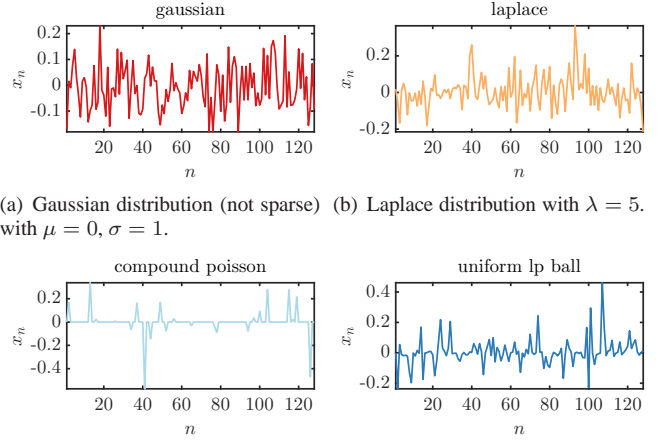 gaussian laplace
0.2 0.2
0.1
0 0
-0.1
-0.2
20 40 60 80 100 120 20 40 60 80 100 120
x_n x_n
n n
(a) Gaussian distribution (not sparse) (b) Laplace distribution with λ = 5.
with μ = 0, σ = 1.
compound poisson uniform lp ball
0.4
0.2 0.2
0 0
-0.2
-0.4 -0.2
20 40 60 80 100 120 20 40 60 80 100 120
x_n x_n
n n